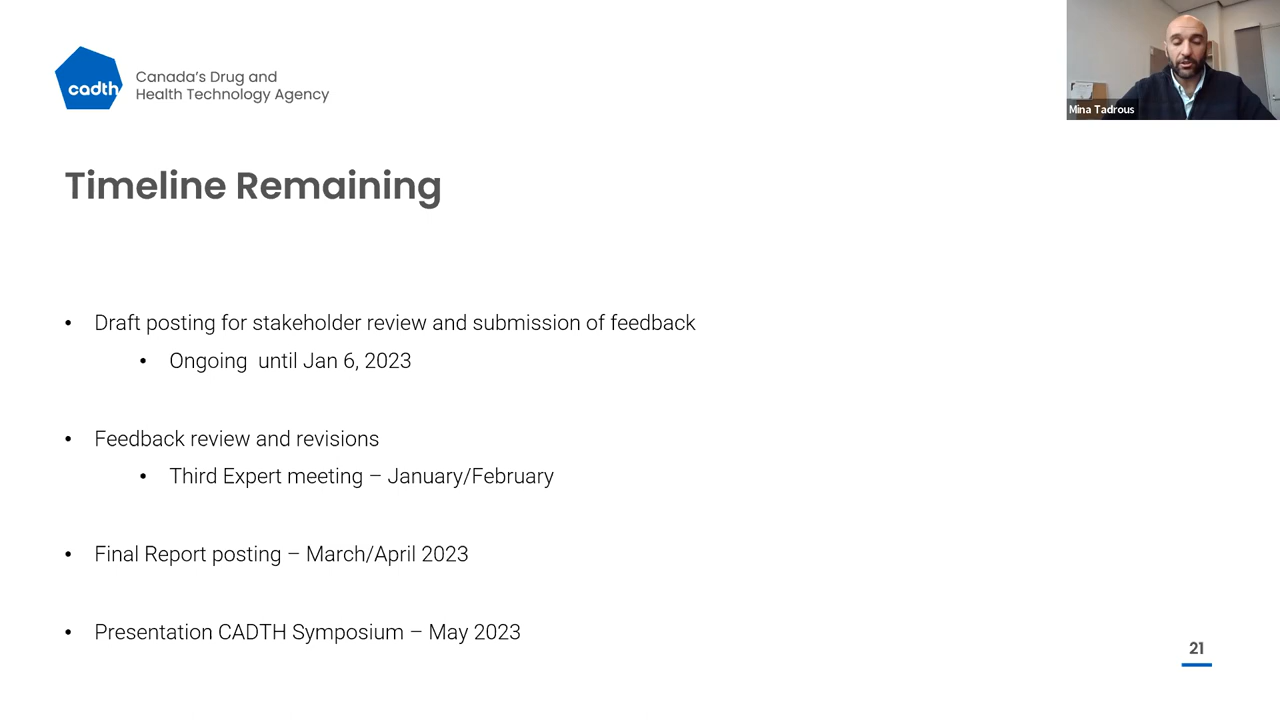 cadth
Canada's Drug and
Health Technology Agency
Mina Tadrous
Timeline Remaining
• Draft posting for stakeholder review and submission of feedback
• Ongoing  until Jan 6, 2023
• Feedback review and revisions
• Third Expert meeting – January/February
• Final Report posting – March/April 2023
• Presentation CADTH Symposium – May 2023
21